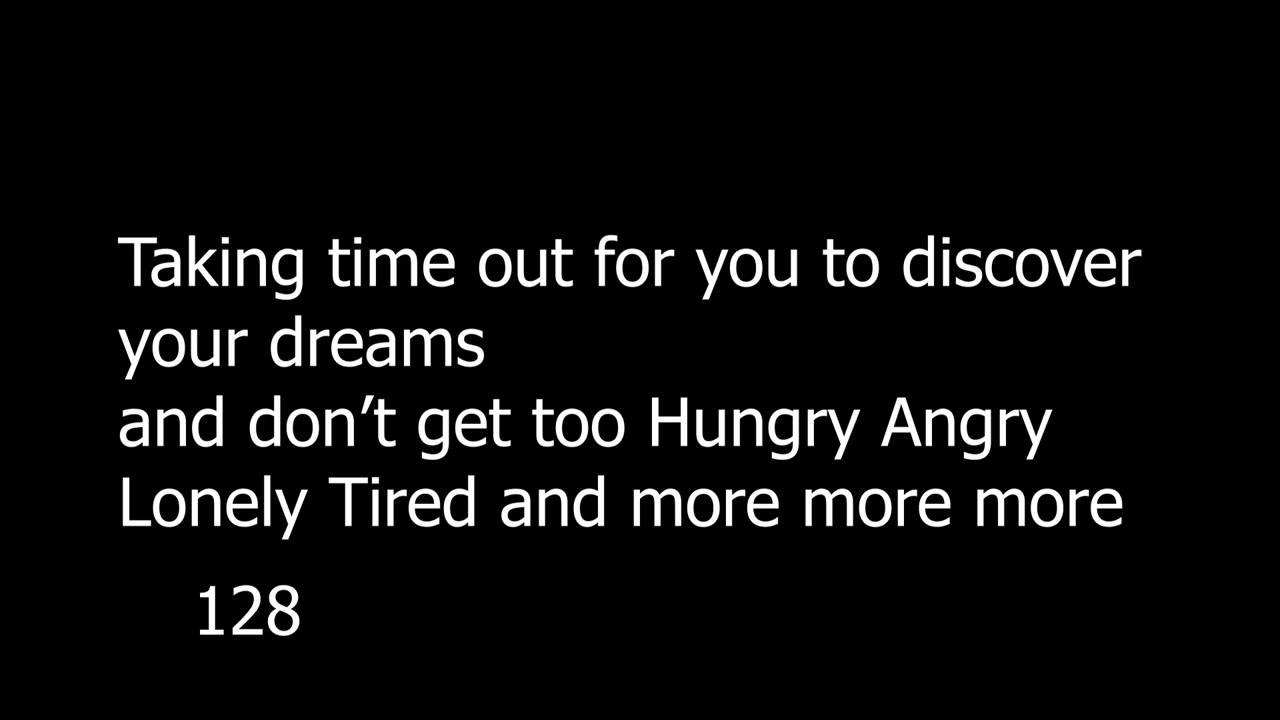 Taking time out for you to discover
your dreams
and don’t get too Hungry Angry
Lonely Tired and more more more
128